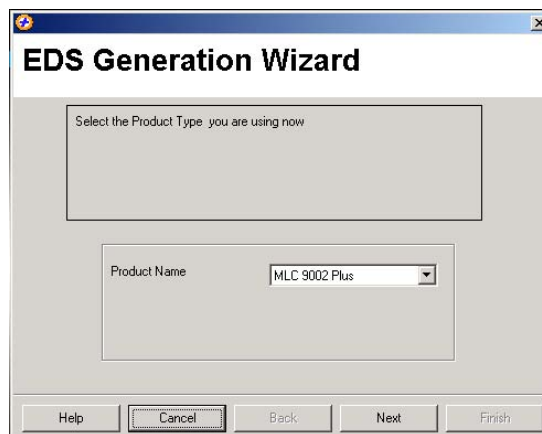 EDS Generation Wizard
Select the Product Type  you are using now
Product Name
MLC 9002 Plus
Help
Cancel
Back
Next
Finish